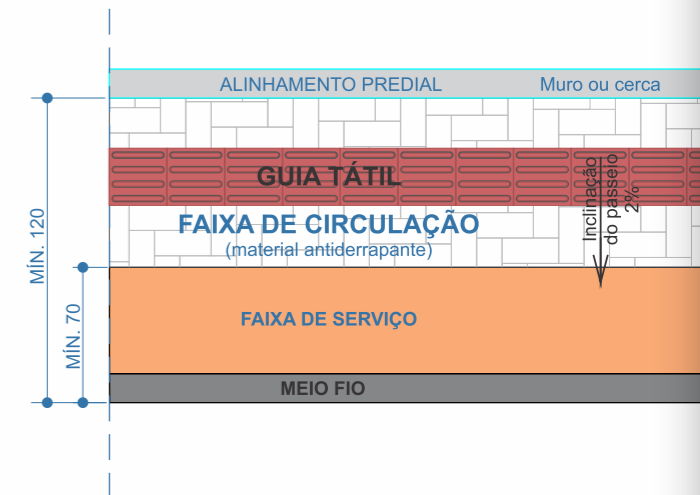 ALINHAMENTO PREDIAL
Muro ou cerca
GUIA TÁTIL
FAIXA DE CIRCULAÇÃO
(material antiderrapante)
Inclinação
do passeio
2%
MÍN. 120
MÍN. 70
FAIXA DE SERVIÇO
MEIO FIO